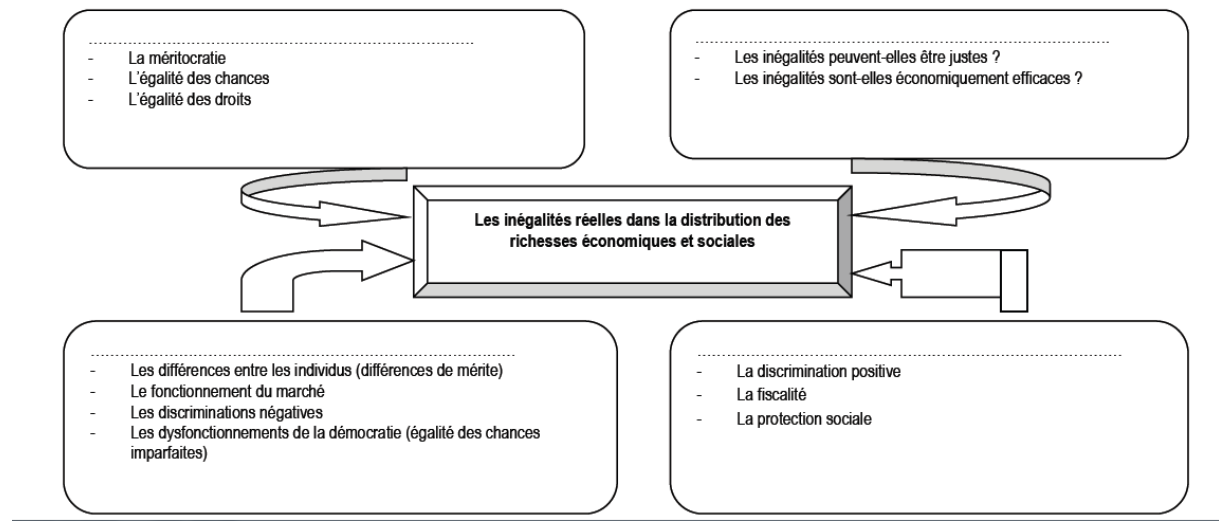 ................................................................
- La méritocratie
- L'égalité des chances
- L'égalité des droits
................................................................
- Les inégalités peuvent-elles être justes ?
- Les inégalités sont-elles économiquement efficaces ?
Les inégalités réelles dans la distribution des
richesses économiques et sociales
................................................................
- Les différences entre les individus (différences de mérite)
- Le fonctionnement du marché
- Les discriminations négatives
- Les dysfonctionnements de la démocratie (égalité des chances
imparfaites)
................................................................
- La discrimination positive
- La fiscalité
- La protection sociale